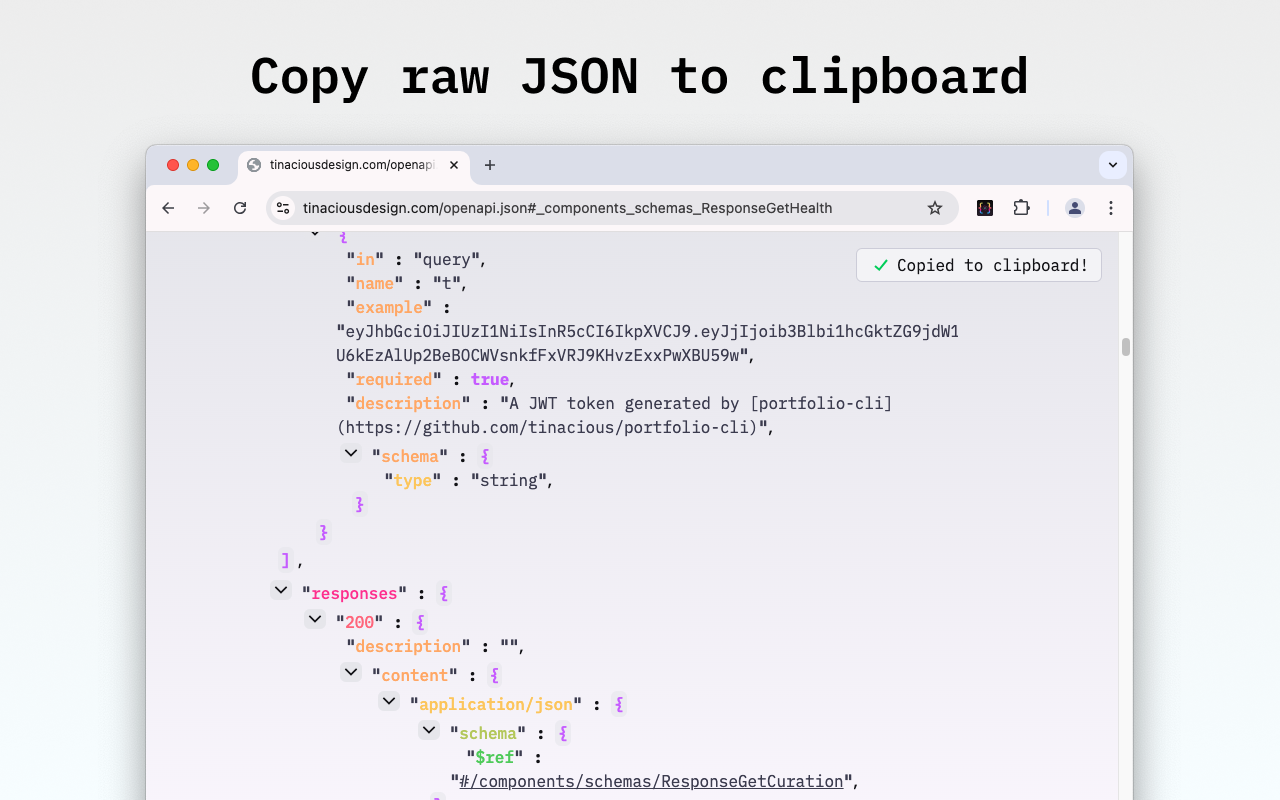 Copy raw JSON to clipboard
tinaciousdesign.com/openapi
tinaciousdesign.com/openapi.json#_components_schemas_ResponseGetHealth
Copied to clipboard!
{
"in" : "query",
"name" : "t",
"example" :
"eyJhbGciOiJIUzI1NiIsInR5cCI6IkpXVCJ9.eyJjIjoib3Blbi1hcGktZG9jdW1
U6kEzAlUp2BeBOCWVsnkfFxVRJ9KHvzExxPwXBU59w",
"required" : true,
"description" : "A JWT token generated by [portfolio-cli]
(https://github.com/tinacious/portfolio-cli)",
"schema" : {
"type" : "string",
}
}
],
"responses" : {
"200" : {
"description" : "",
"content" : {
"application/json" : {
"schema" : {
"$ref" :
"#/components/schemas/ResponseGetCuration",
}